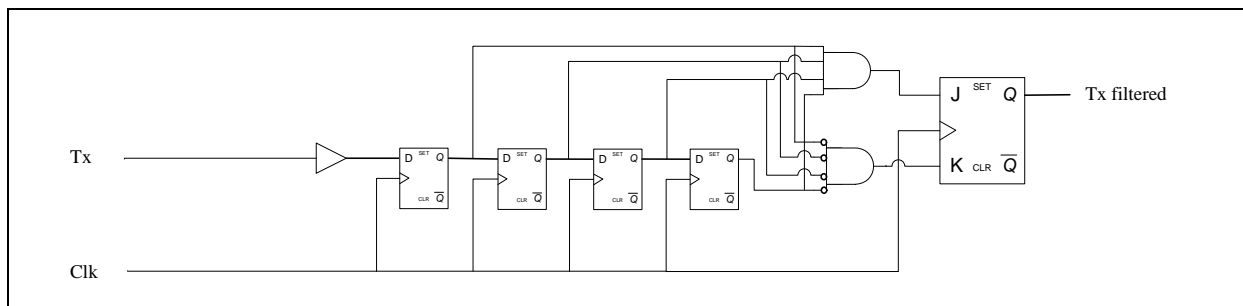 J SET Q
Tx filtered
Tx
D SET Q
D SET Q
D SET Q
D SET Q
K CLR Q
CLR Q
CLR Q
CLR Q
CLR Q
Clk